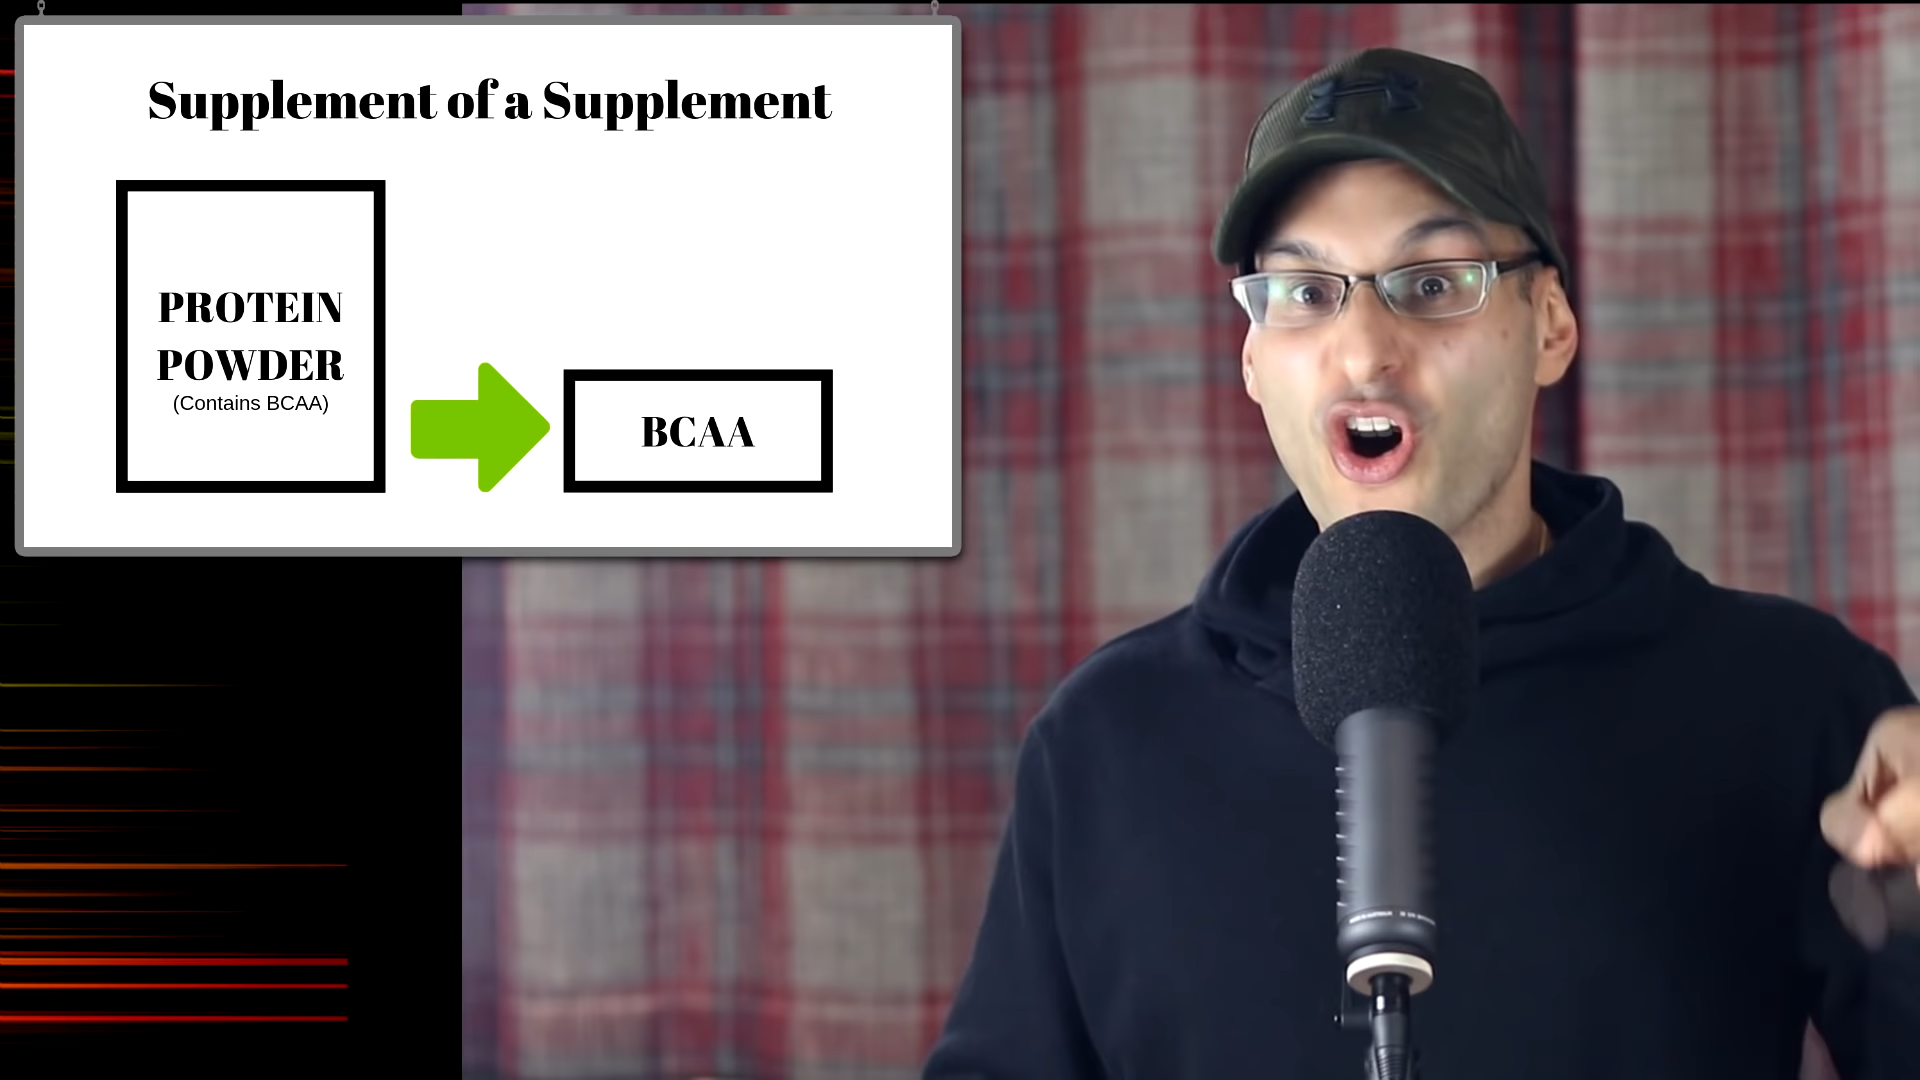 Supplement of a Supplement
PROTEIN
POWDER
(Contains BCAA)
BCAA